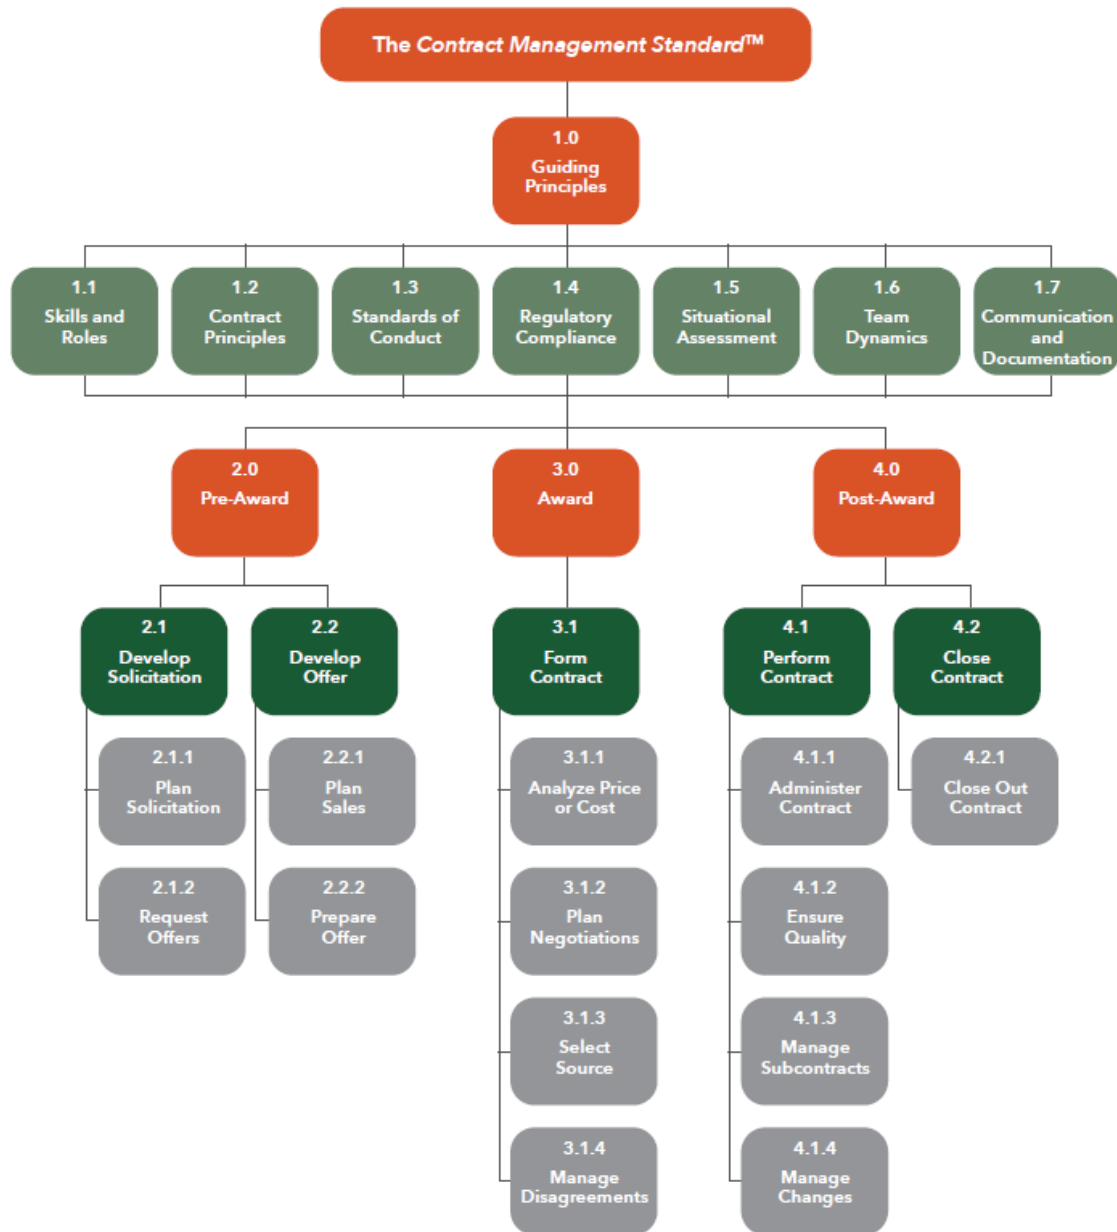 The Contract Management Standard™
1.0
Guiding
Principles
1.1
Skills and
Roles
1.2
Contract
Principles
1.3
Standards of
Conduct
1.4
Regulatory
Compliance
1.5
Situational
Assessment
1.6
Team
Dynamics
1.7
Communication
and
Documentation
2.0
Pre-Award
3.0
Award
4.0
Post-Award
2.1
Develop
Solicitation
2.2
Develop
Offer
3.1
Form
Contract
4.1
Perform
Contract
4.2
Close
Contract
2.1.1
Plan
Solicitation
2.2.1
Plan
Sales
3.1.1
Analyze Price
or Cost
4.1.1
Administer
Contract
4.2.1
Close Out
Contract
2.1.2
Request
Offers
2.2.2
Prepare
Offer
3.1.2
Plan
Negotiations
4.1.2
Ensure
Quality
3.1.3
Select
Source
4.1.3
Manage
Subcontracts
3.1.4
Manage
Disagreements
4.1.4
Manage
Changes